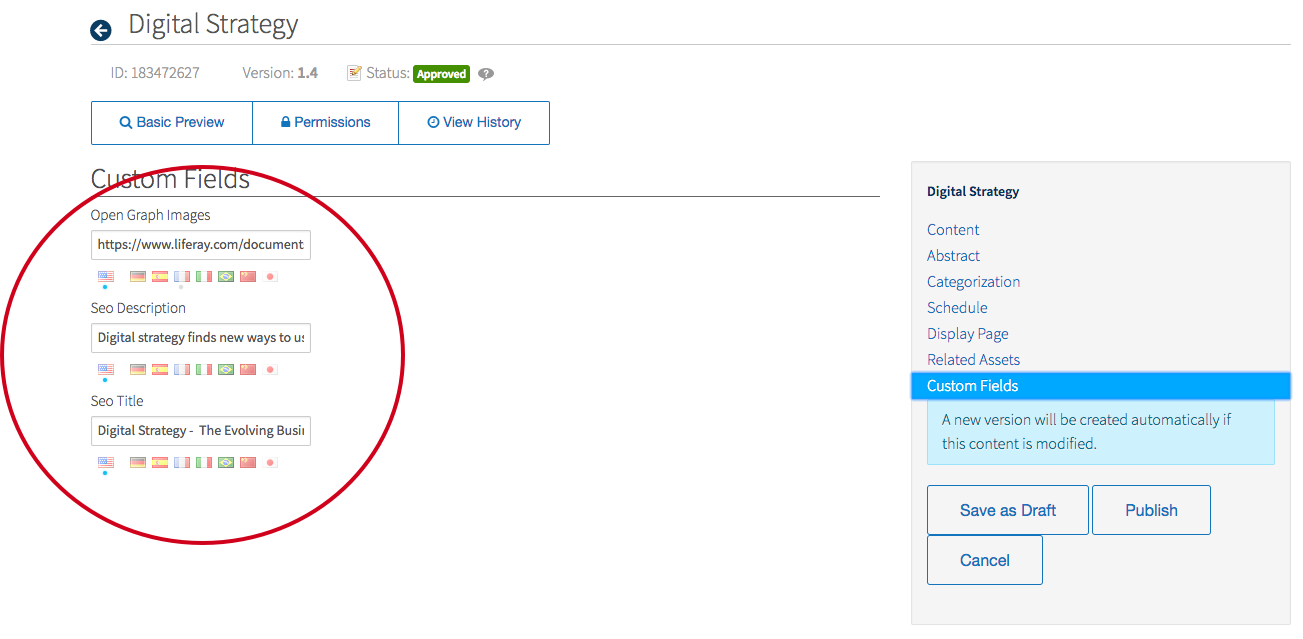 Digital Strategy
ID: 183472627 Version: 1.4 Status: Approved ?
Basic Preview Permissions View History
Custom Fields
Open Graph Images
https://www.liferay.com/document
Seo Description
Digital strategy finds new ways to us
Seo Title
Digital Strategy - The Evolving Busin
Digital Strategy
Content
Abstract
Categorization
Schedule
Display Page
Related Assets
Custom Fields
A new version will be created automatically if
this content is modified.
Save as Draft Publish
Cancel